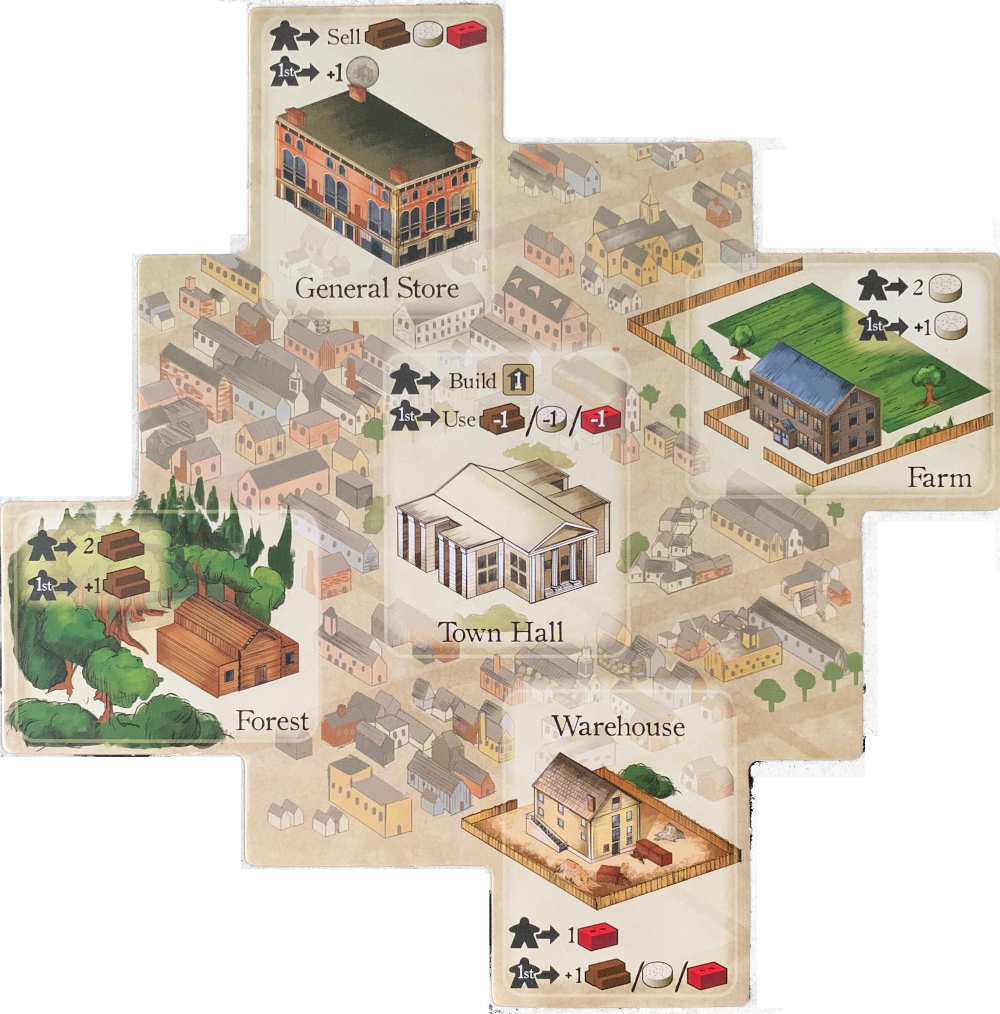 Sell
1st +1
General Store
2
1st +1
Farm
Build 1
1st Use -1 / -1 / -1
Town Hall
2
1st +1
Forest
Warehouse
1
1st +1 / /